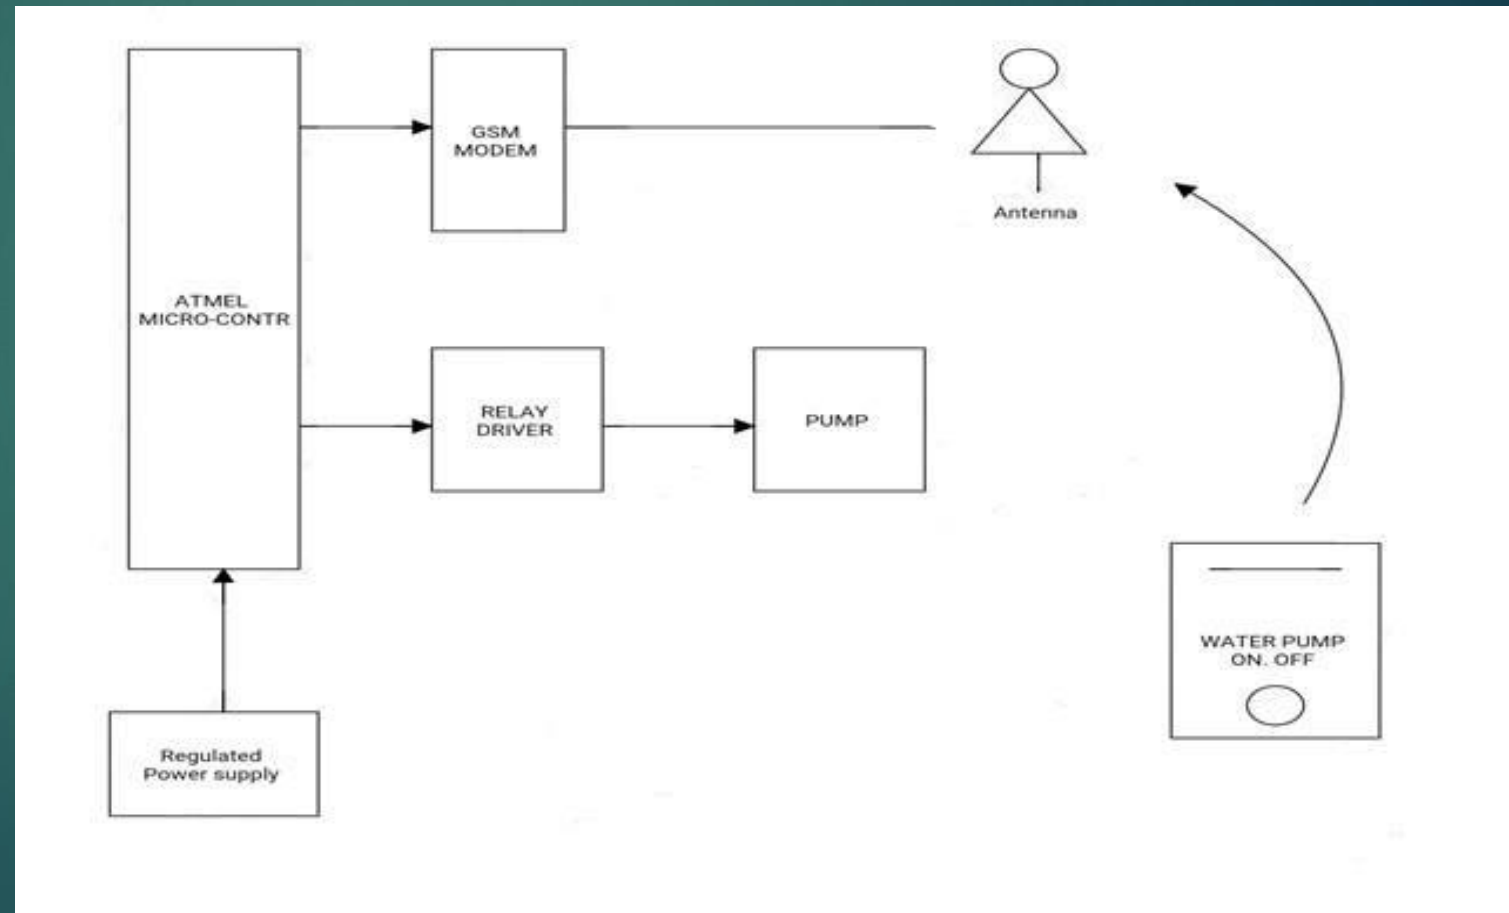 GSM
MODEM
Antenna
ATMEL
MICRO-CONTR
RELAY
DRIVER
PUMP
WATER PUMP
ON. OFF
Regulated
Power supply